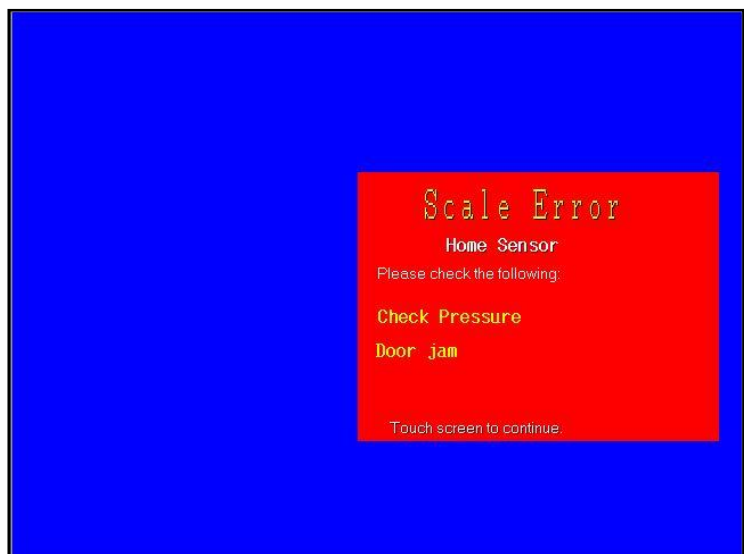 Scale Error
Home Sensor
Please check the following:
Check Pressure
Door jam
Touch screen to continue.